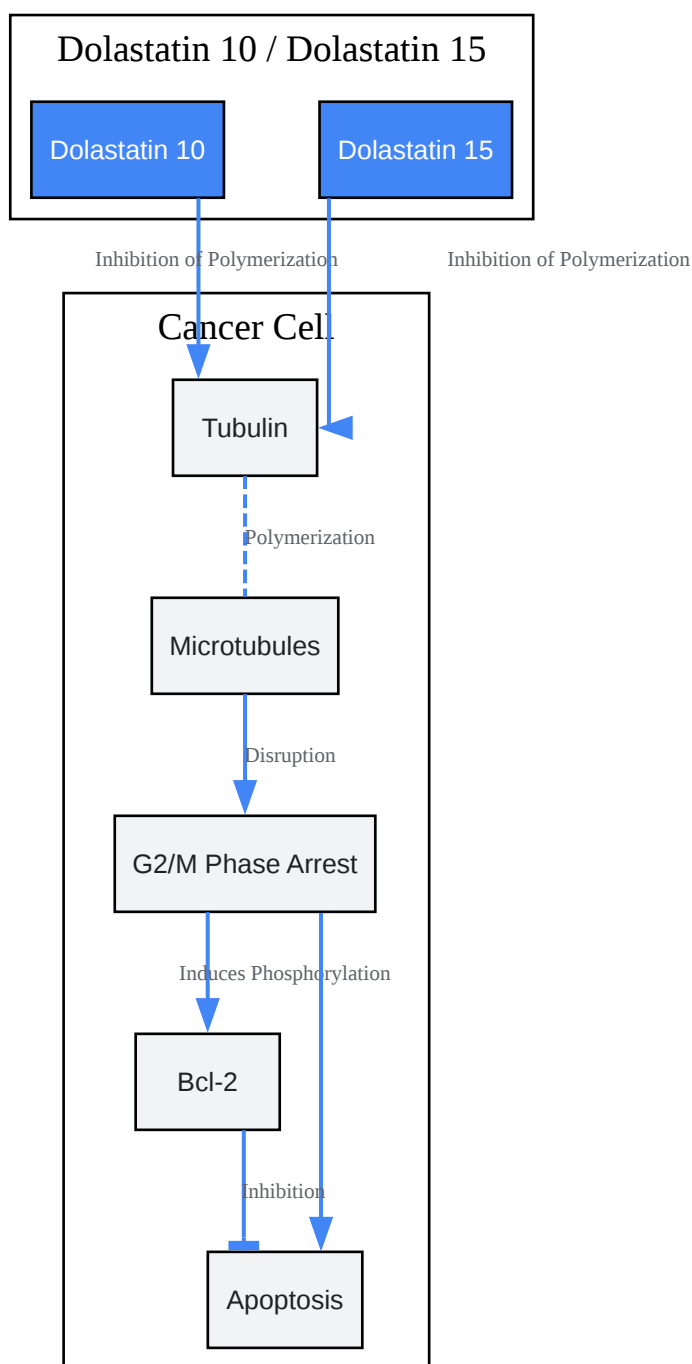 Dolastatin 10 / Dolastatin 15
Dolastatin 10
Dolastatin 15
Inhibition of Polymerization
Inhibition of Polymerization
Cancer Cell
Tubulin
Polymerization
Microtubules
Disruption
G2/M Phase Arrest
Induces Phosphorylation
Bcl-2
Inhibition
Apoptosis